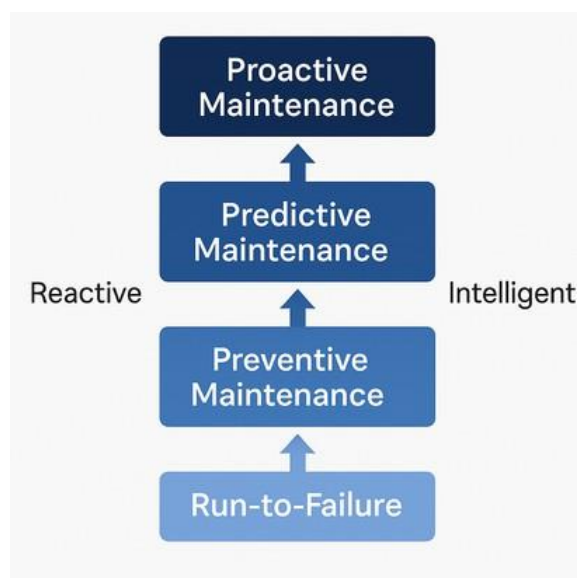 Proactive
Maintenance
Predictive
Maintenance
Reactive
Intelligent
Preventive
Maintenance
Run-to-Failure